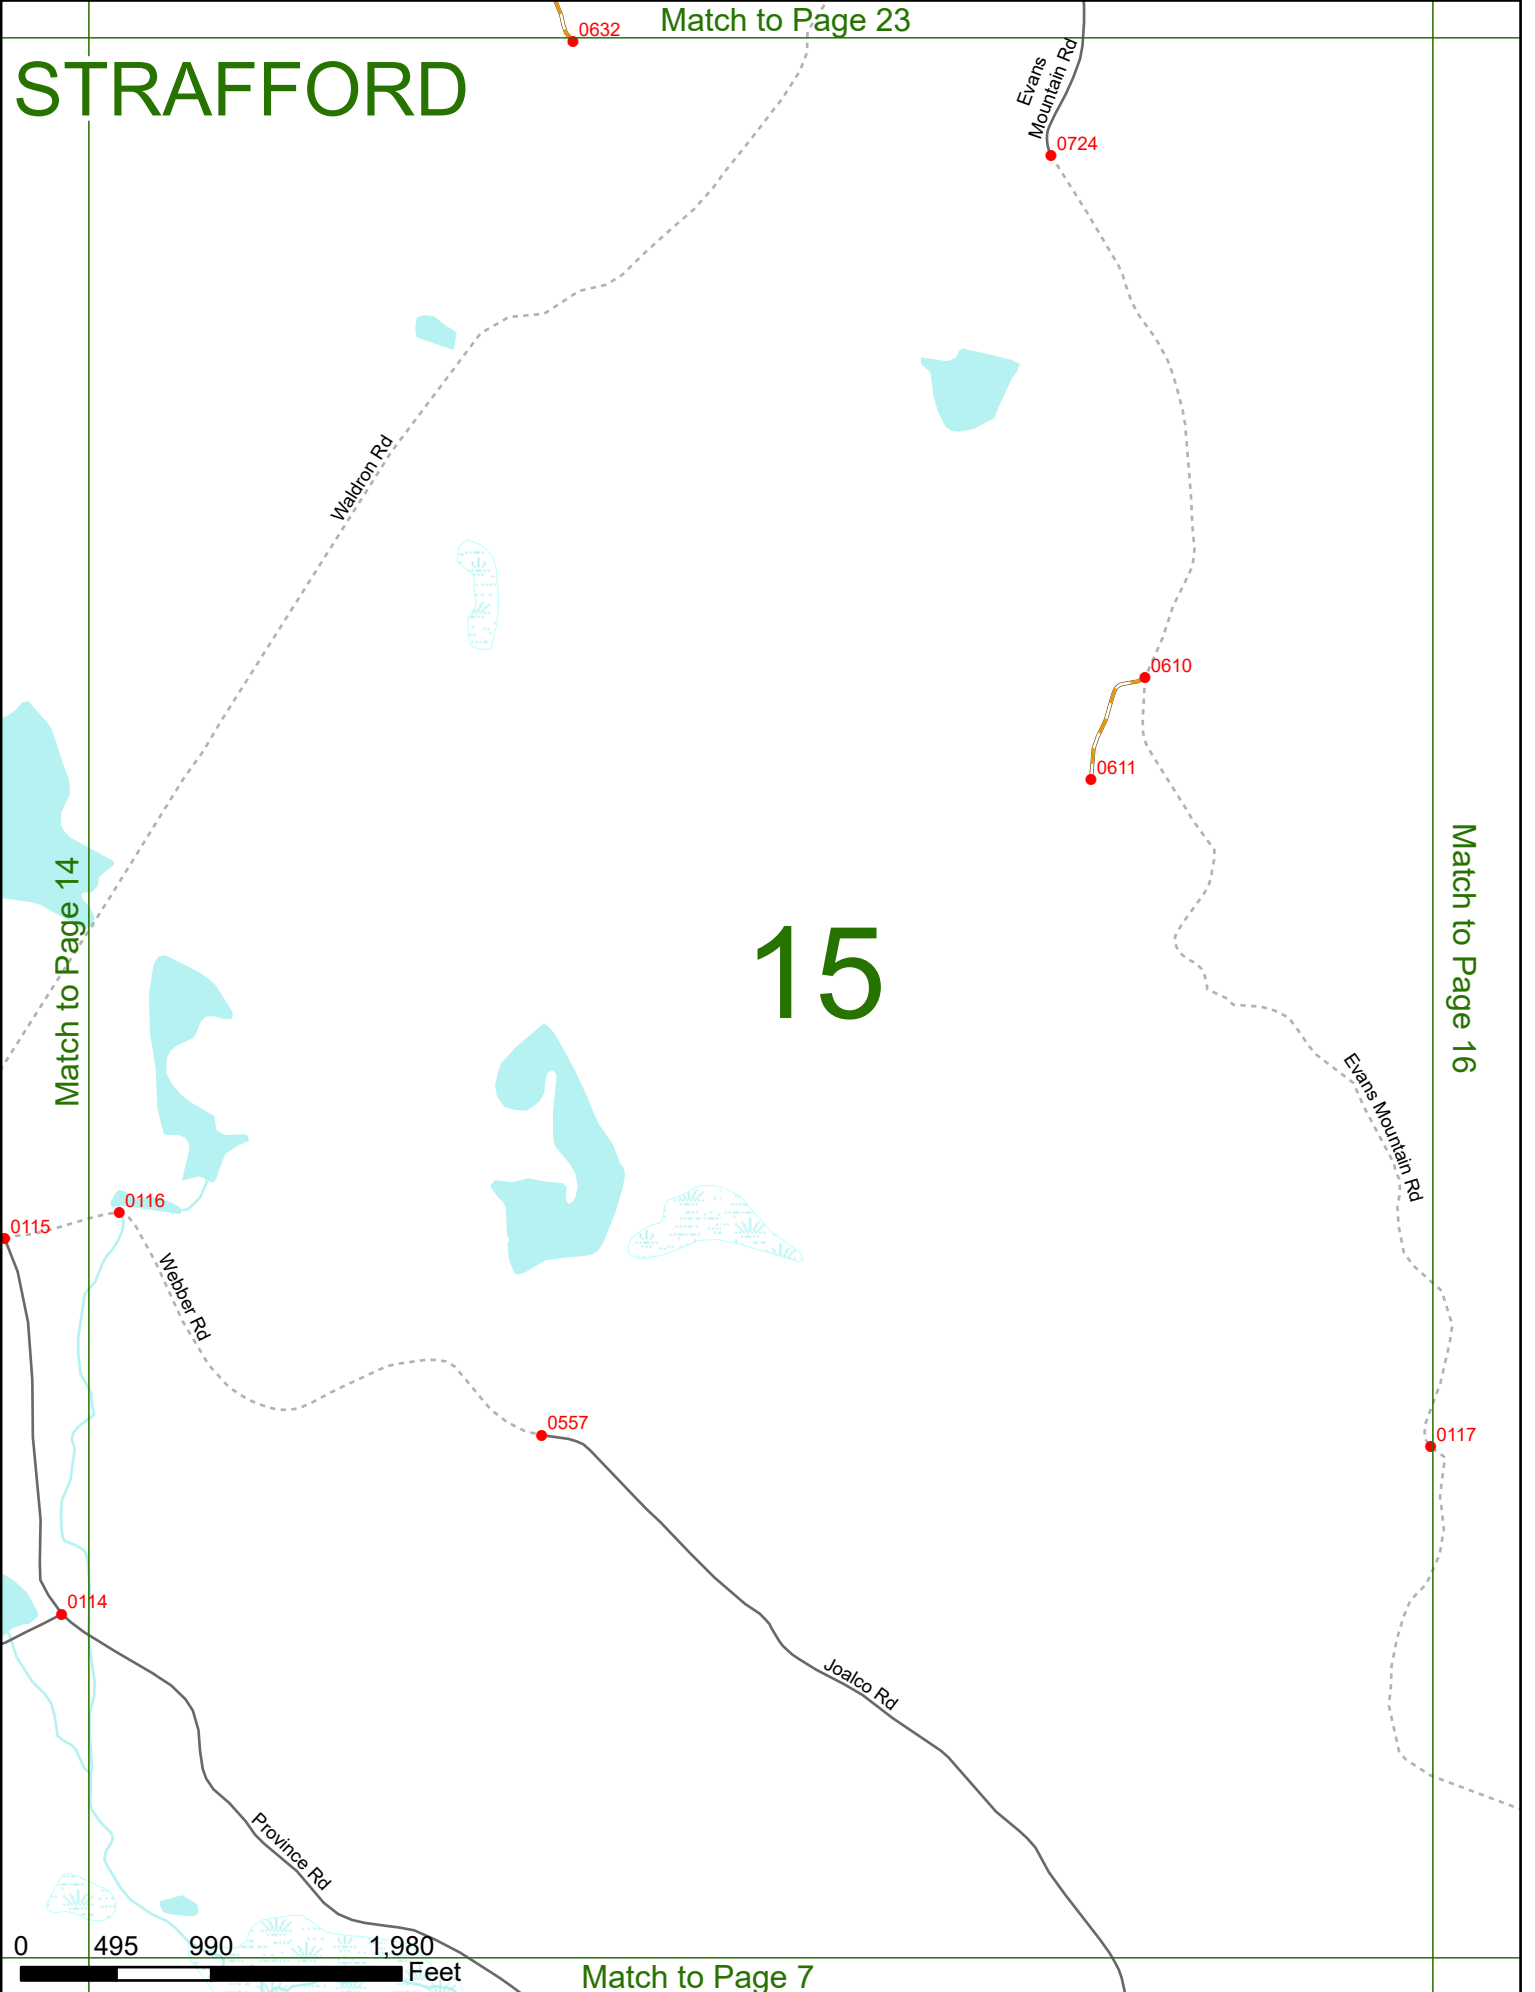 Match to Page 23
0632
STRAFFORD
Evans
Mountain Rd
0724
Waldron Rd
0610
0611
Match to Page 14
15
Match to Page 16
Evans Mountain Rd
0116
0115
Webber Rd
0557
0117
0114
Joalco Rd
Province Rd
0 495 990 1,980
Feet
Match to Page 7